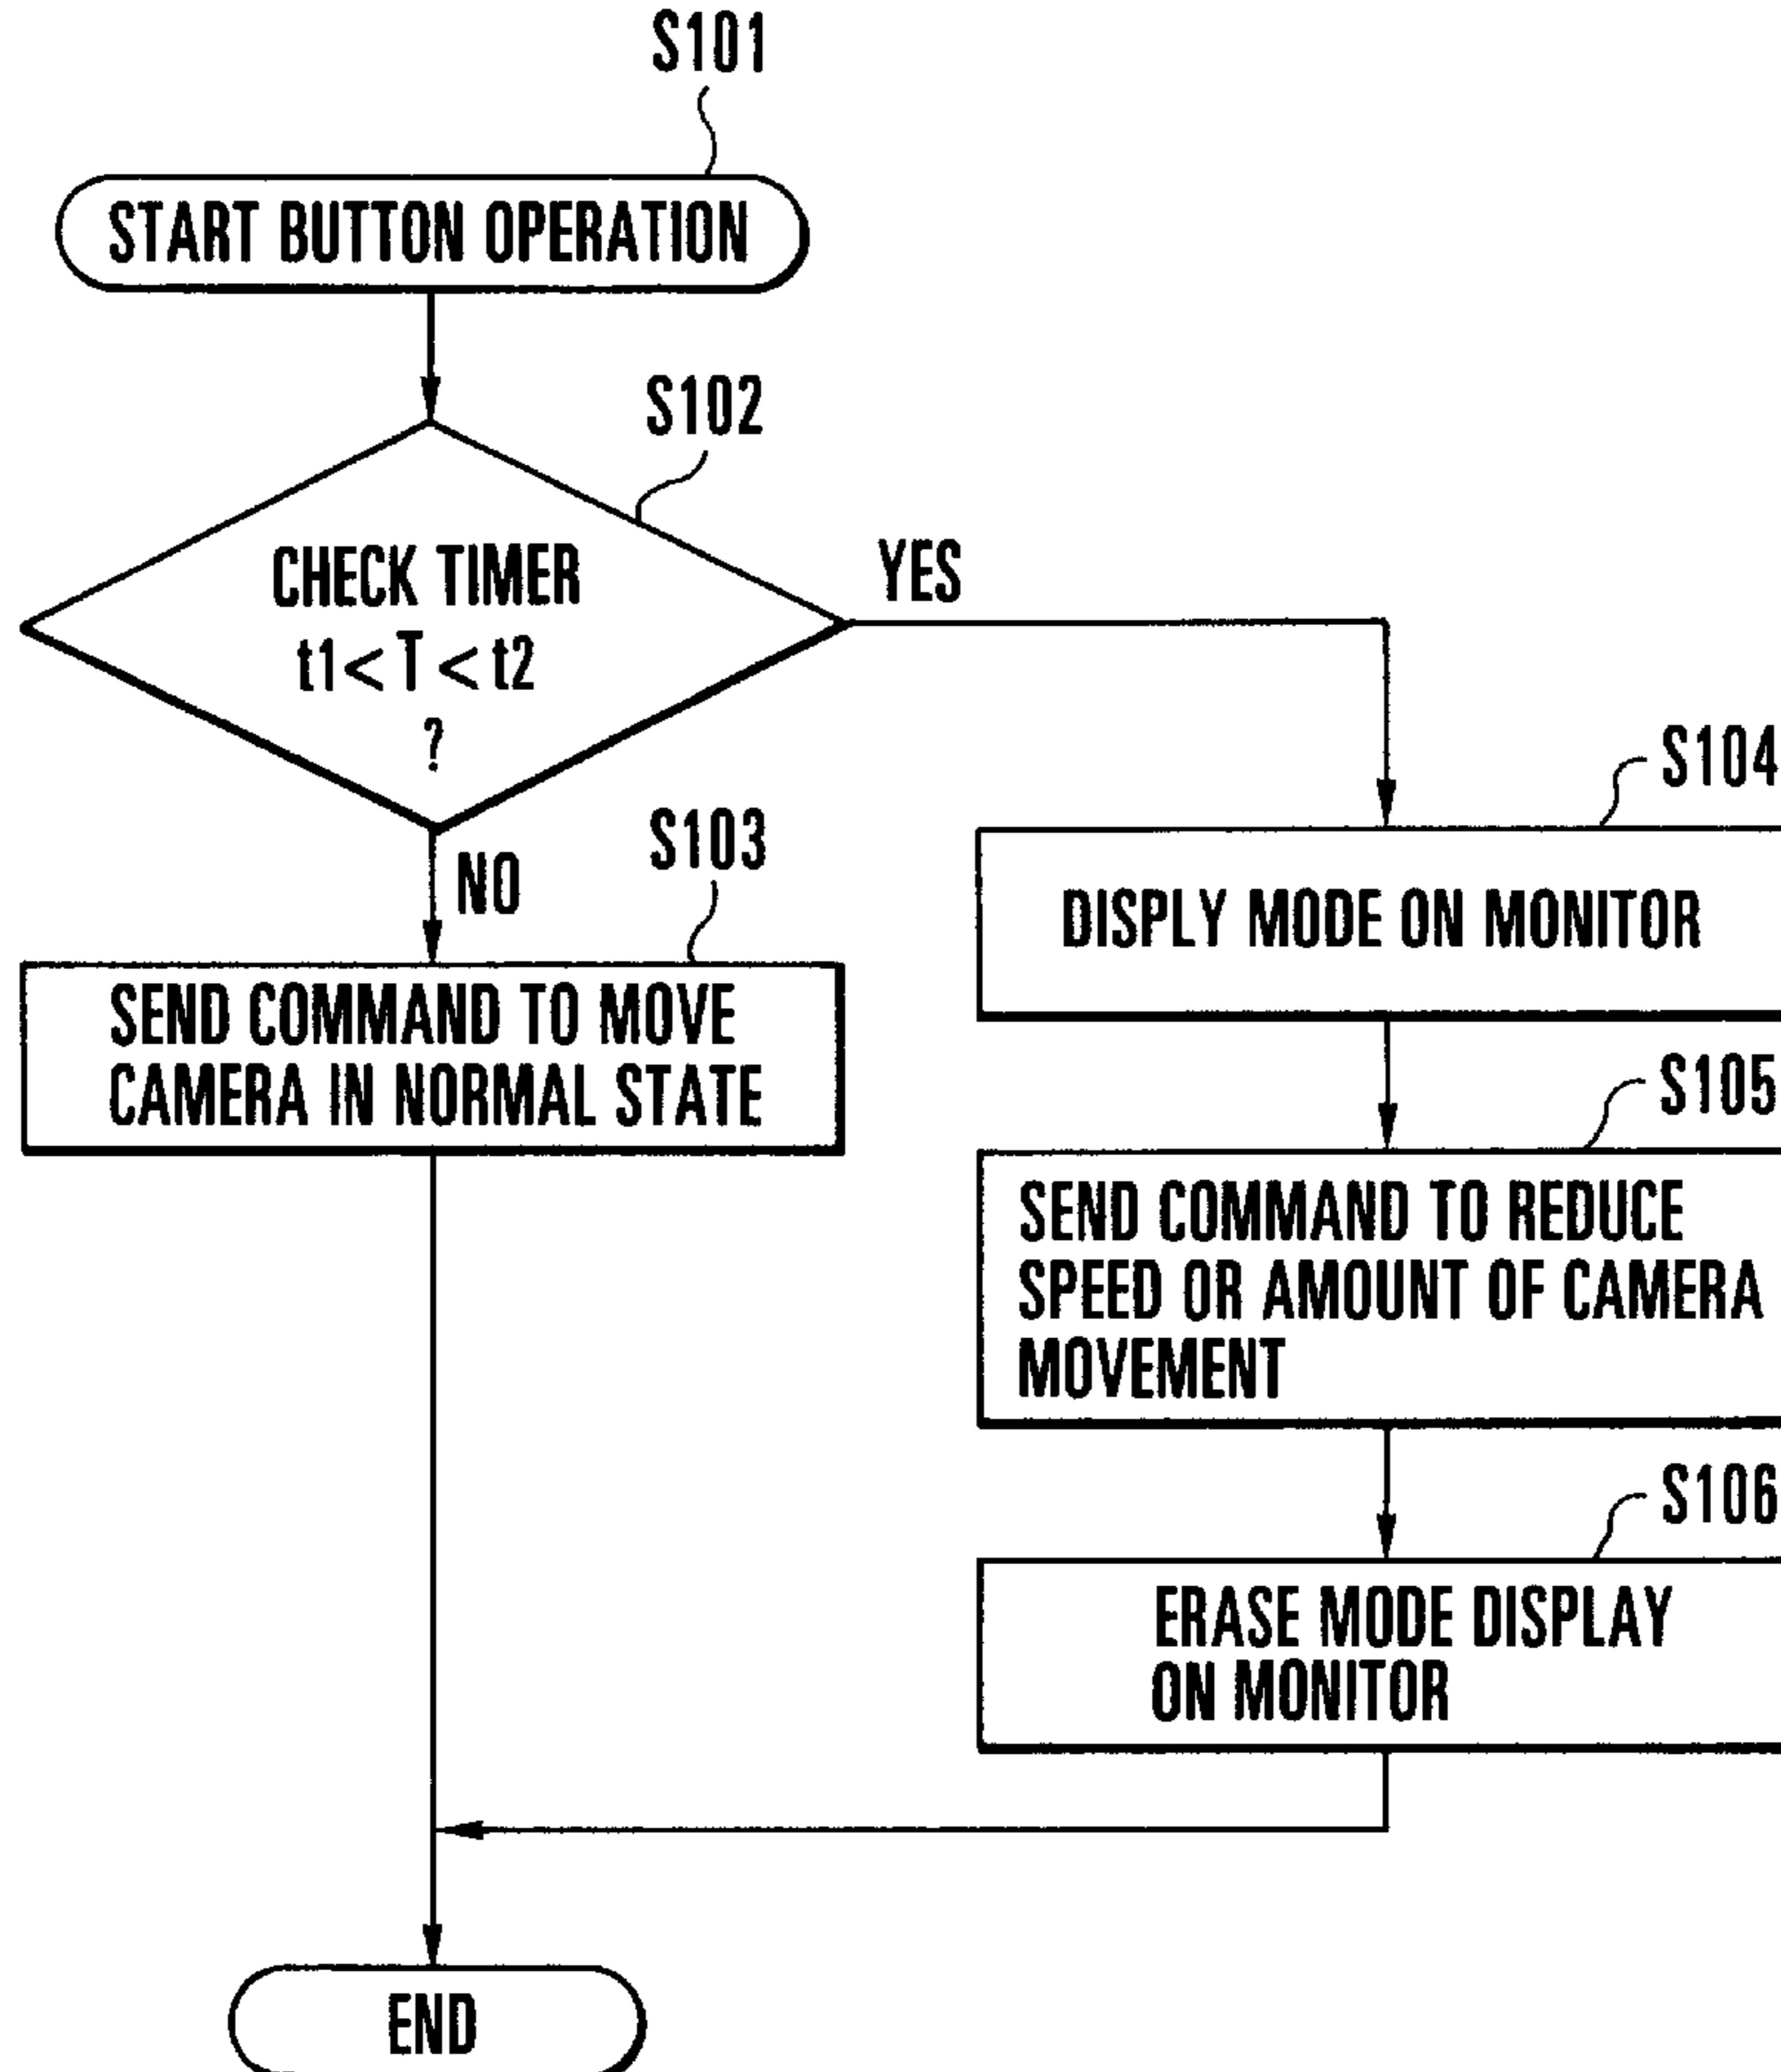 S101
START BUTTON OPERATION
S102
CHECK TIMER
t1 < T < t2
?
YES
NO
S103
SEND COMMAND TO MOVE
CAMERA IN NORMAL STATE
S104
DISPLY MODE ON MONITOR
S105
SEND COMMAND TO REDUCE
SPEED OR AMOUNT OF CAMERA
MOVEMENT
S106
ERASE MODE DISPLAY
ON MONITOR
END